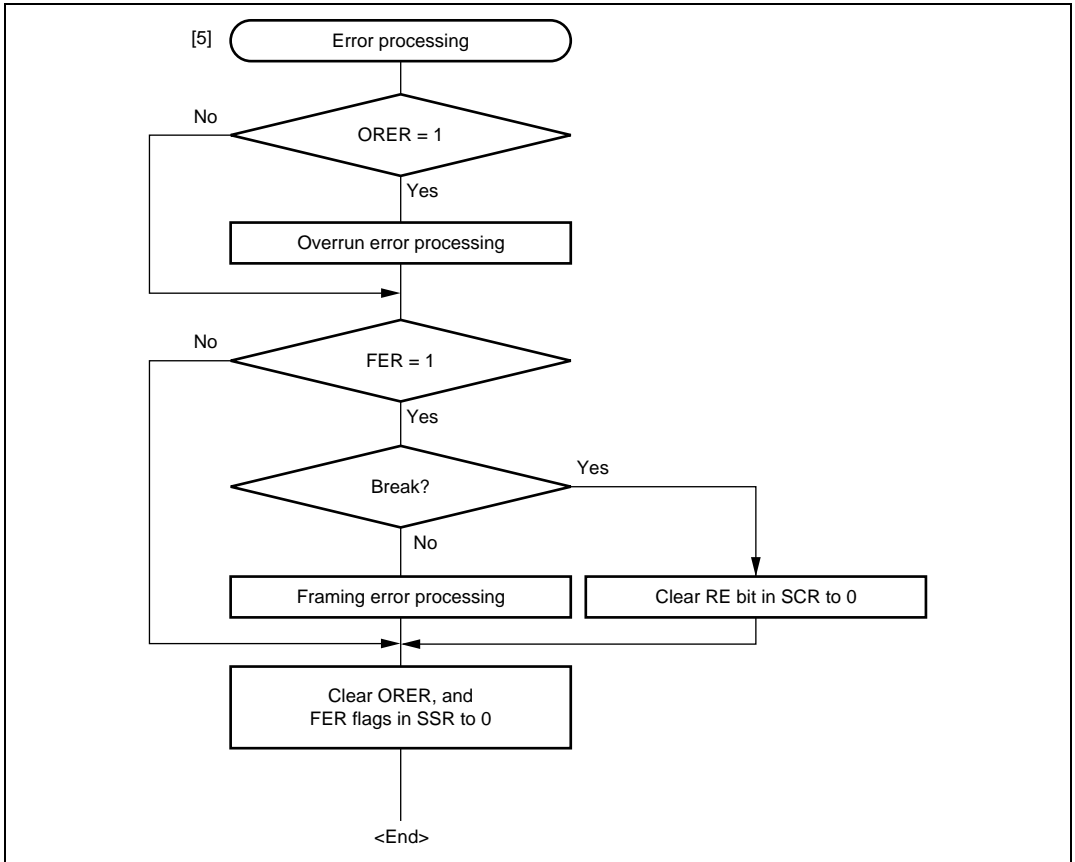 [5]
Error processing
No
ORER = 1
Yes
Overrun error processing
No
FER = 1
Yes
Break?
Yes
No
Framing error processing
Clear RE bit in SCR to 0
Clear ORER, and
FER flags in SSR to 0
<End>